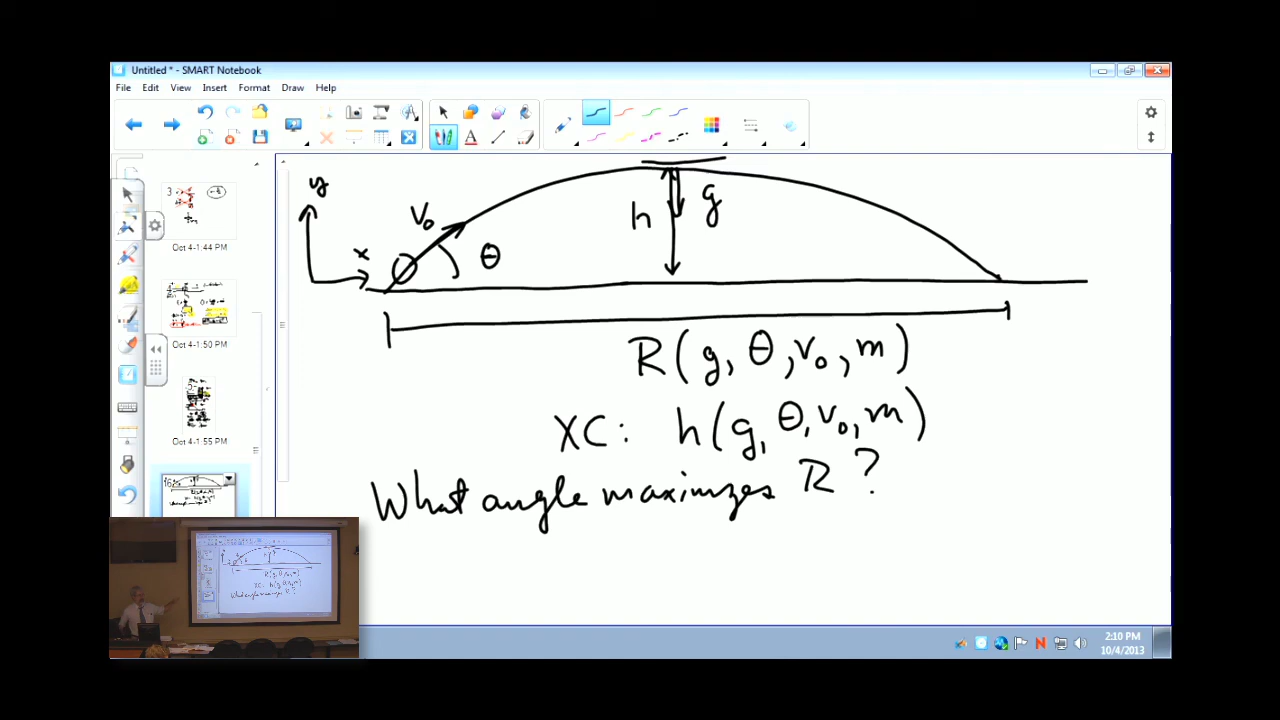 Untitled * - SMART Notebook
File Edit View Insert Format Draw Help
y
x
v₀
θ
h
g
Oct 4-1:44 PM
Oct 4-1:50 PM
Oct 4-1:55 PM
R(g, θ, v₀, m)
XC: h(g, θ, v₀, m)
What angle maximizes R?
2:10 PM
10/4/2013